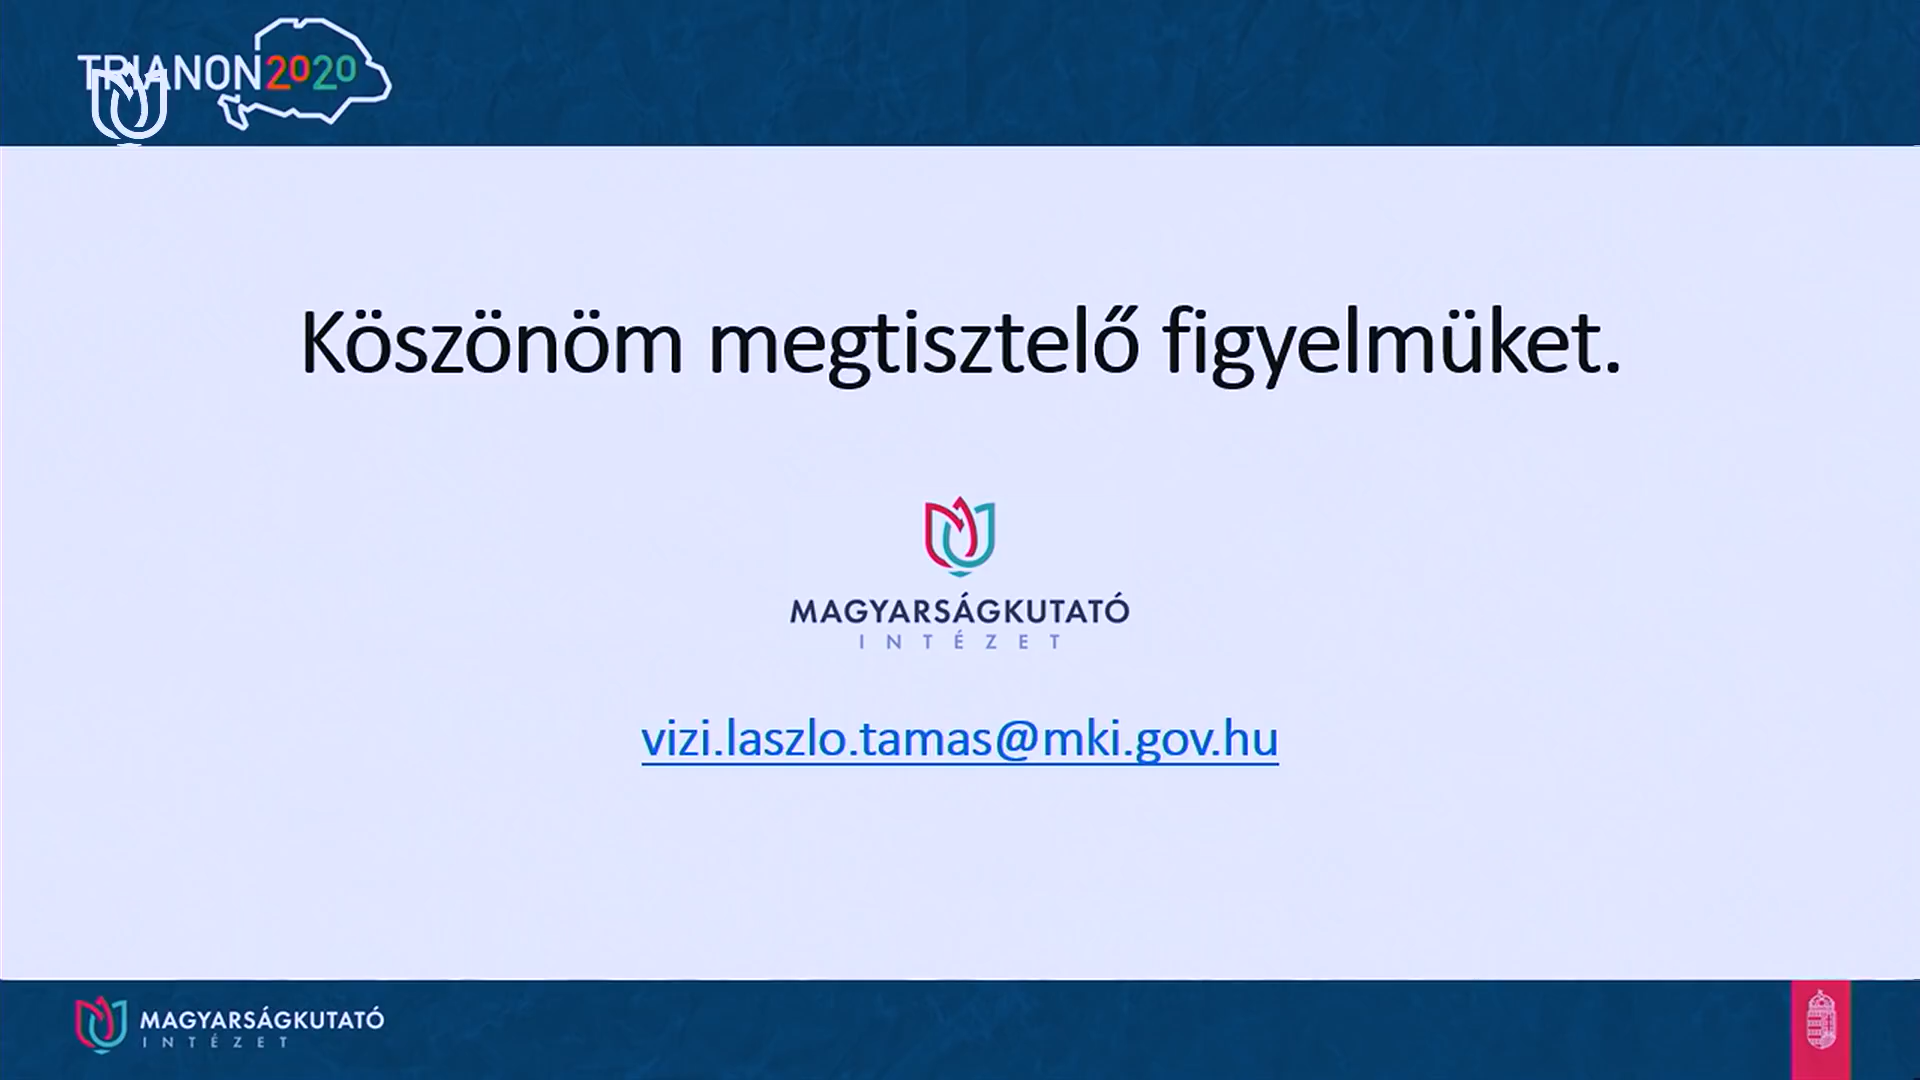 TRIANON2020
Köszönöm megtisztelő figyelmüket.
MAGYARSÁGKUTATÓ
INTÉZET
vizi.laszlo.tamas@mki.gov.hu
MAGYARSÁGKUTATÓ
INTÉZET